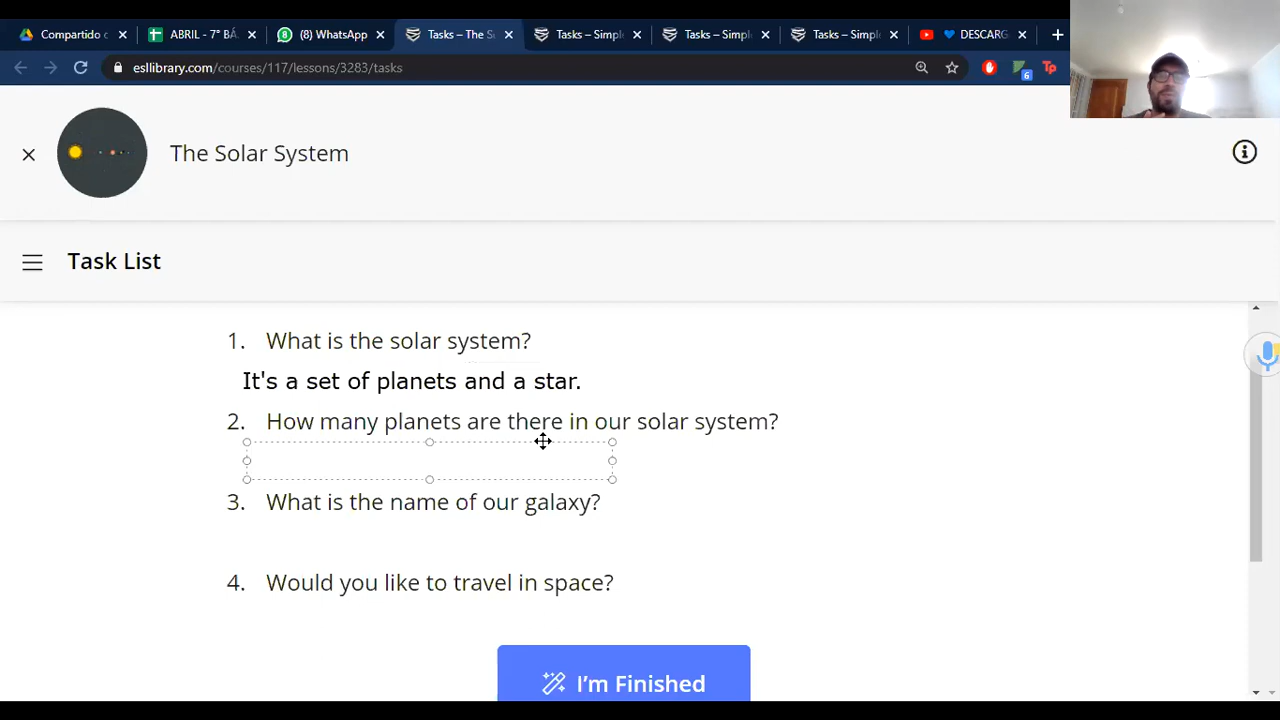 Compartido c
ABRIL - 7° BÁ
(8) WhatsApp
Tasks – The S
Tasks – Simpl
Tasks – Simpl
Tasks – Simpl
DESCARG
esllibrary.com/courses/117/lessons/3283/tasks
6
Tp
The Solar System
Task List
1. What is the solar system?
It's a set of planets and a star.
2. How many planets are there in our solar system?
3. What is the name of our galaxy?
4. Would you like to travel in space?
I'm Finished